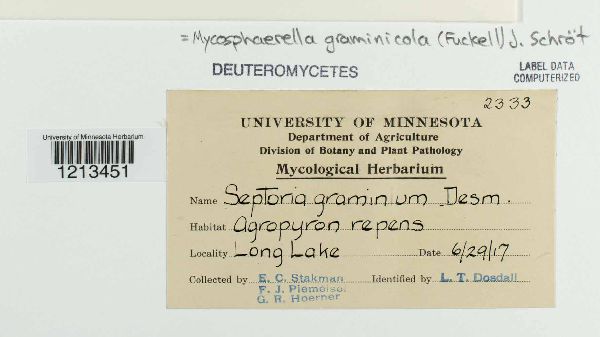 = Mycosphaerella graminicola (Fuckell) J. Schröt
DEUTEROMYCETES
LABEL DATA
COMPUTERIZED
2333
UNIVERSITY OF MINNESOTA
Department of Agriculture
Division of Botany and Plant Pathology
Mycological Herbarium
University of Minnesota Herbarium
1213451
Name Septoria graminium Desm.
Habitat Agropyron repens
Locality Long Lake Date 6/29/17
Collected by E. C. Stakman Identified by L. T. Dosdall
F. J. Piemeisel
G. R. Hoerner